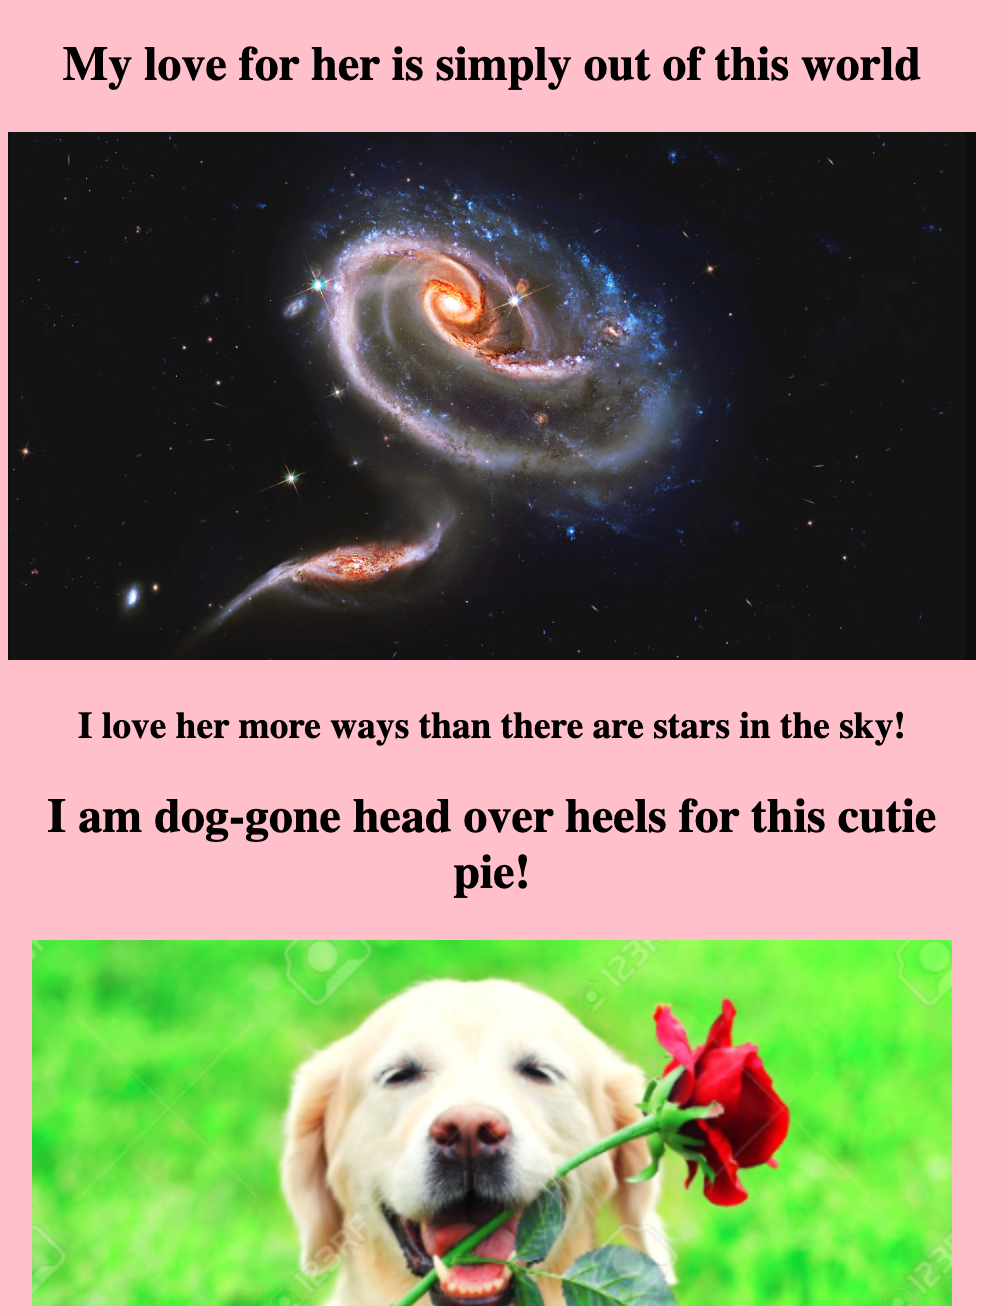 My love for her is simply out of this world
I love her more ways than there are stars in the sky!
I am dog-gone head over heels for this cutie
pie!
123RF